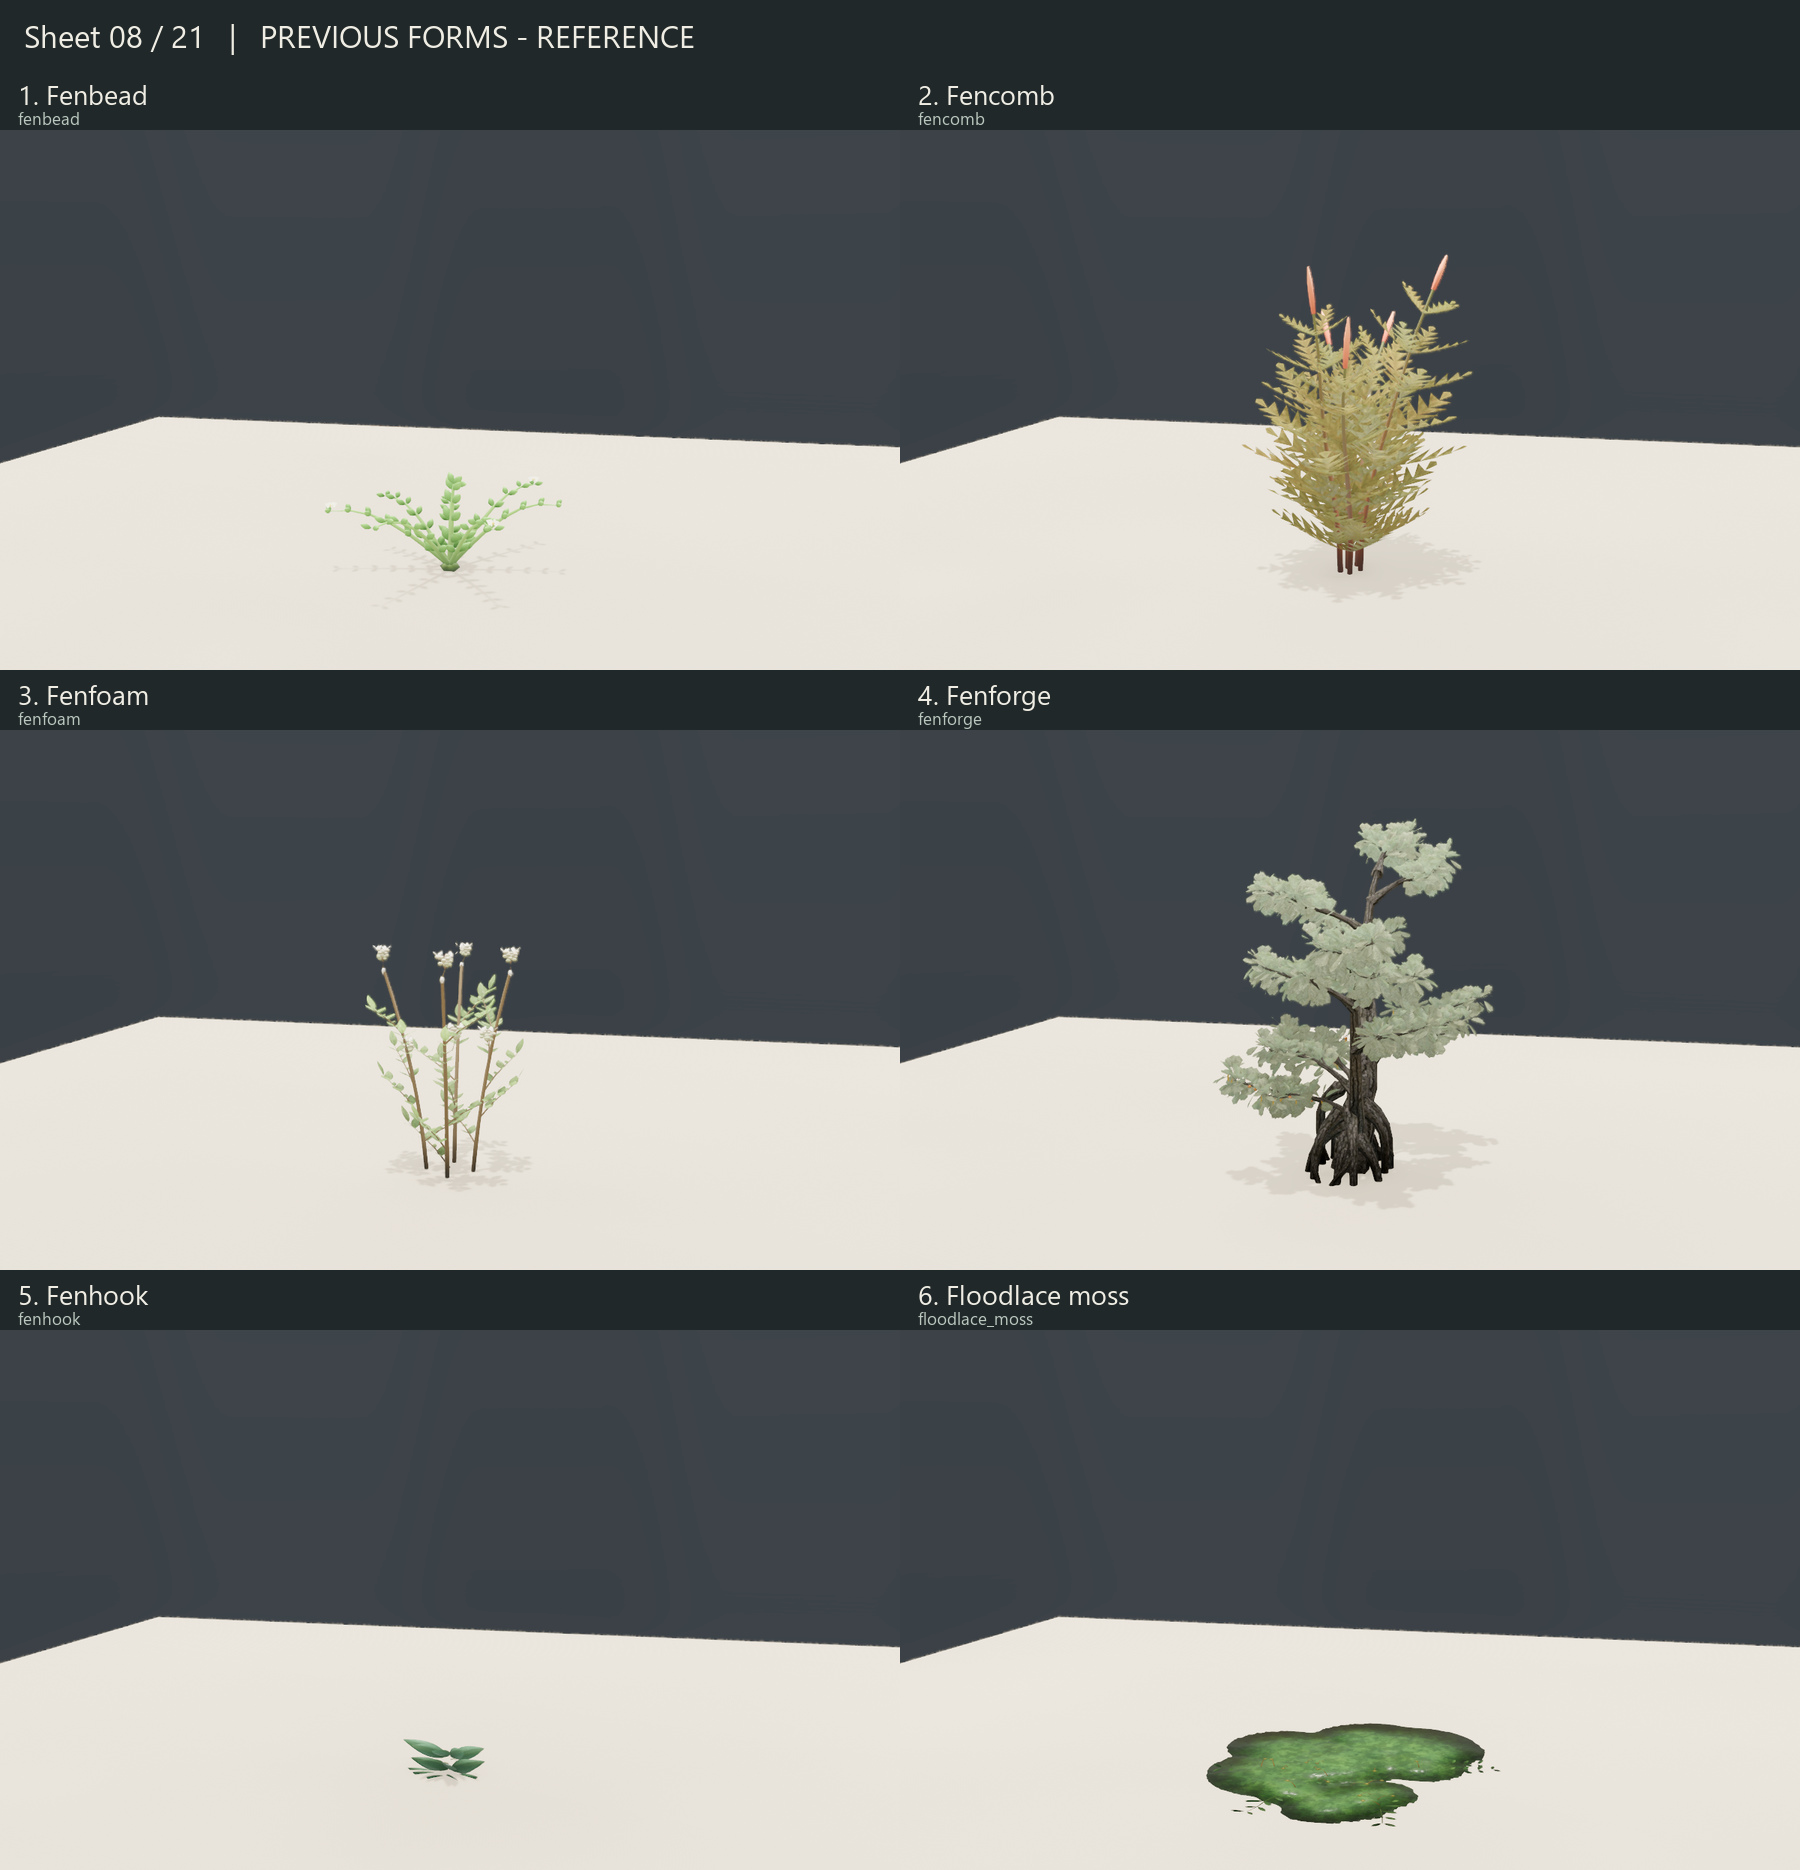 Sheet 08 / 21 | PREVIOUS FORMS - REFERENCE
1. Fenbead
fenbead
2. Fencomb
fencomb
3. Fenfoam
fenfoam
4. Fenforge
fenforge
5. Fenhook
fenhook
6. Floodlace moss
floodlace_moss